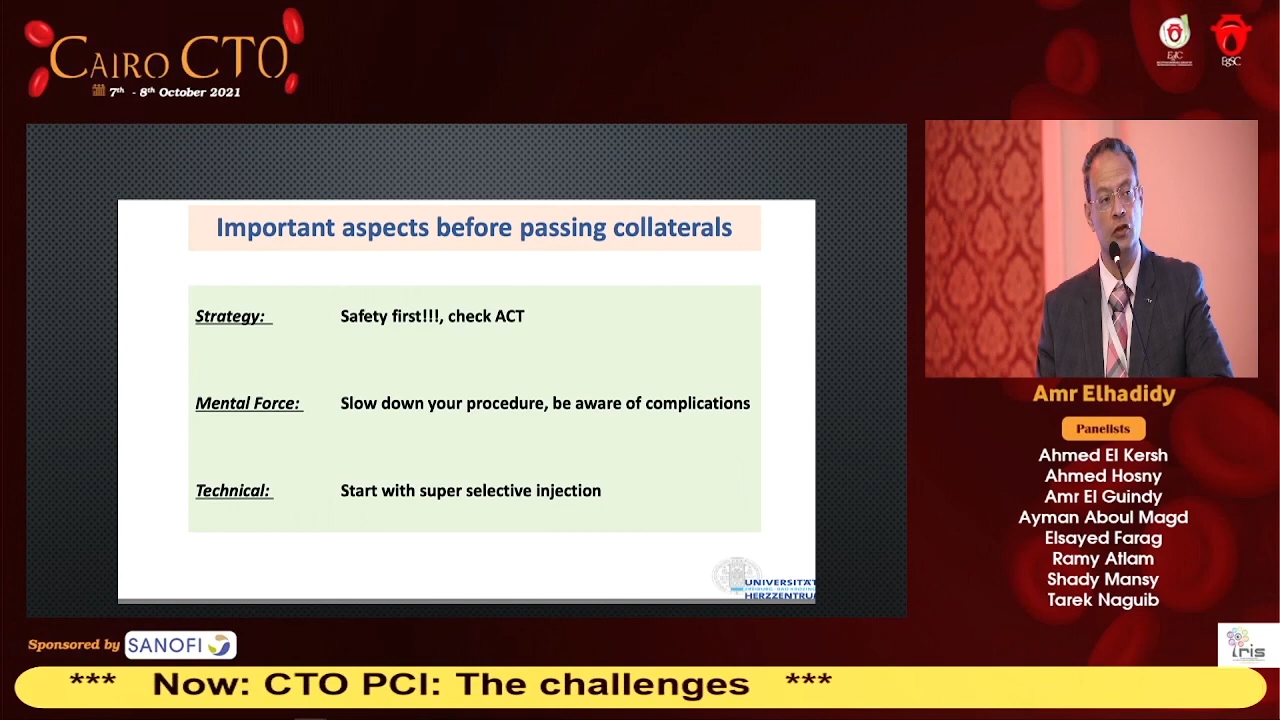 CAIRO CTO
7th - 8th October 2021
EgSC
Important aspects before passing collaterals
Strategy: Safety first!!!, check ACT
Mental Force: Slow down your procedure, be aware of complications
Technical: Start with super selective injection
UNIVERSITÄT
HERZZENTRU
Amr Elhadidy
Panelists
Ahmed El Kersh
Ahmed Hosny
Amr El Guindy
Ayman Aboul Magd
Elsayed Farag
Ramy Atlam
Shady Mansy
Tarek Naguib
Sponsored by SANOFI
iris
*** Now: CTO PCI: The challenges ***